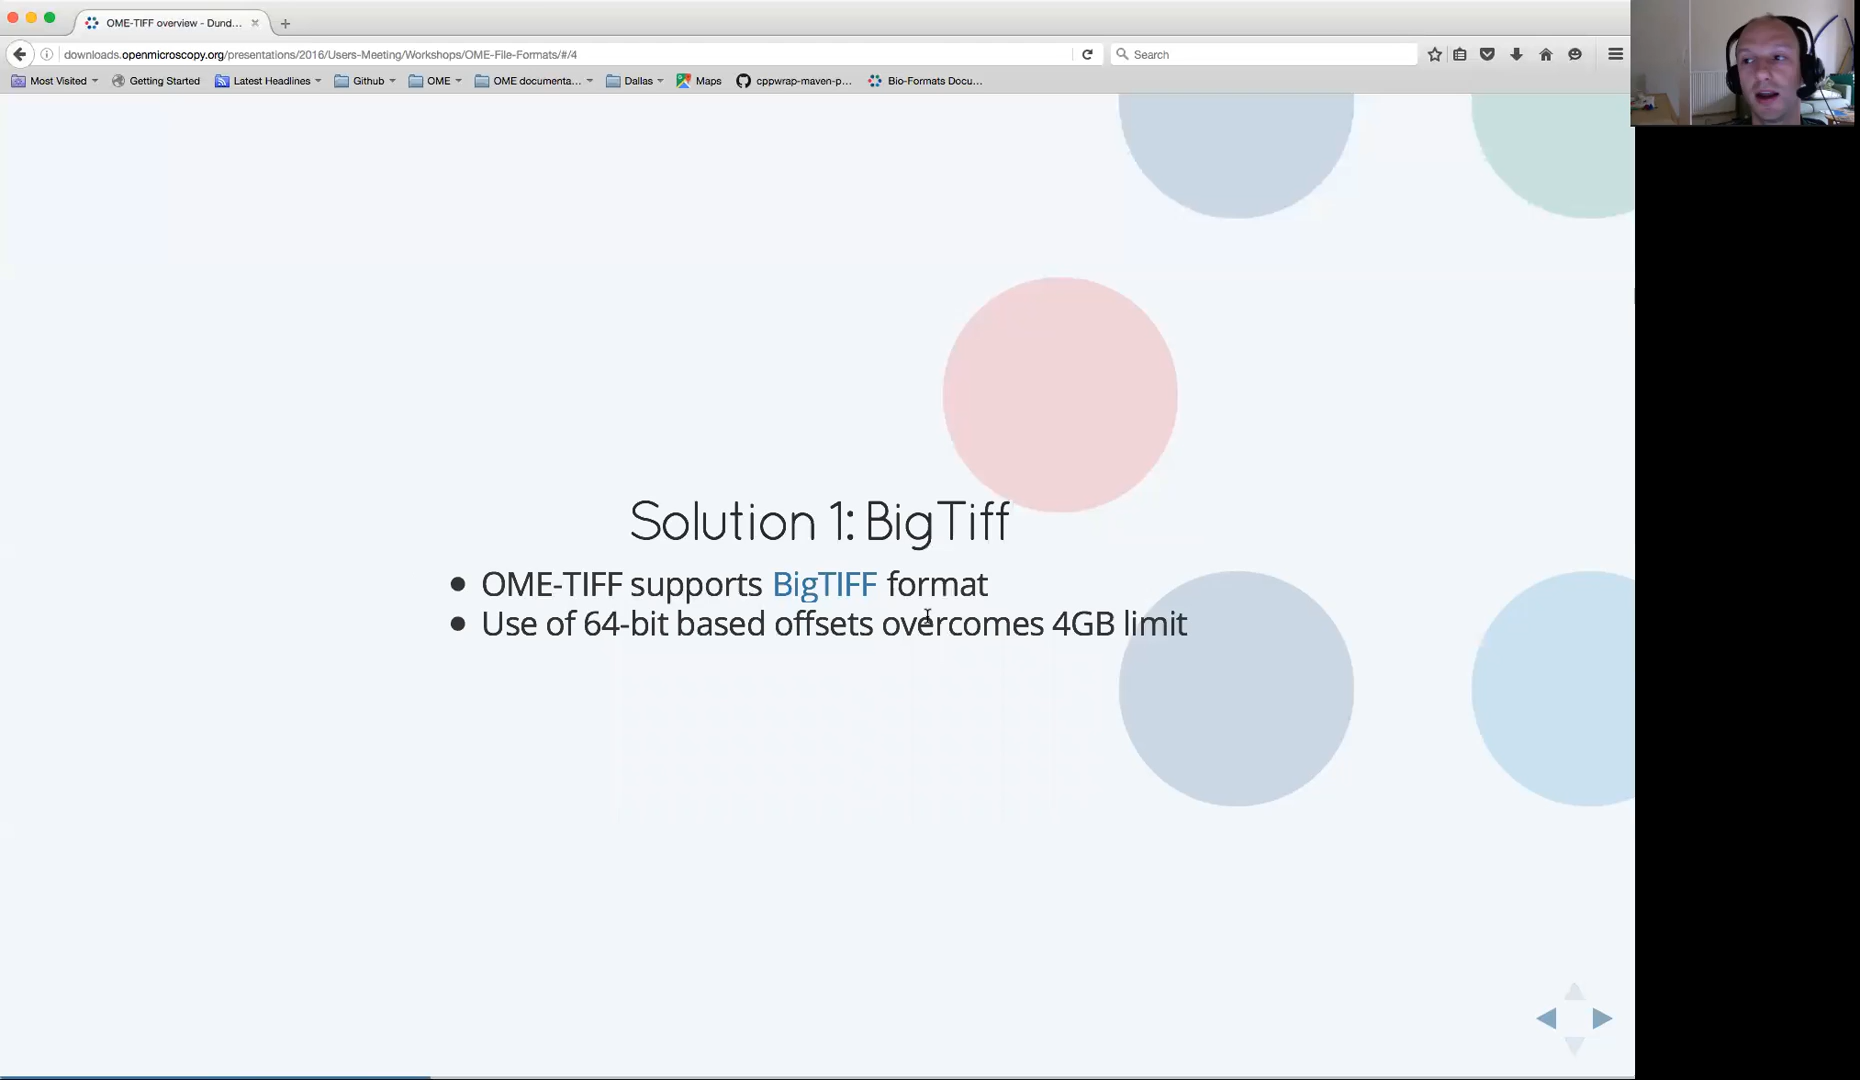 OME-TIFF overview - Dund...
downloads.openmicroscopy.org/presentations/2016/Users-Meeting/Workshops/OME-File-Formats/#/4
Search
Most Visited
Getting Started
Latest Headlines
Github
OME
OME documenta...
Dallas
Maps
cppwrap-maven-p...
Bio-Formats Docu...
Solution 1: BigTiff
• OME-TIFF supports BigTIFF format
• Use of 64-bit based offsets overcomes 4GB limit